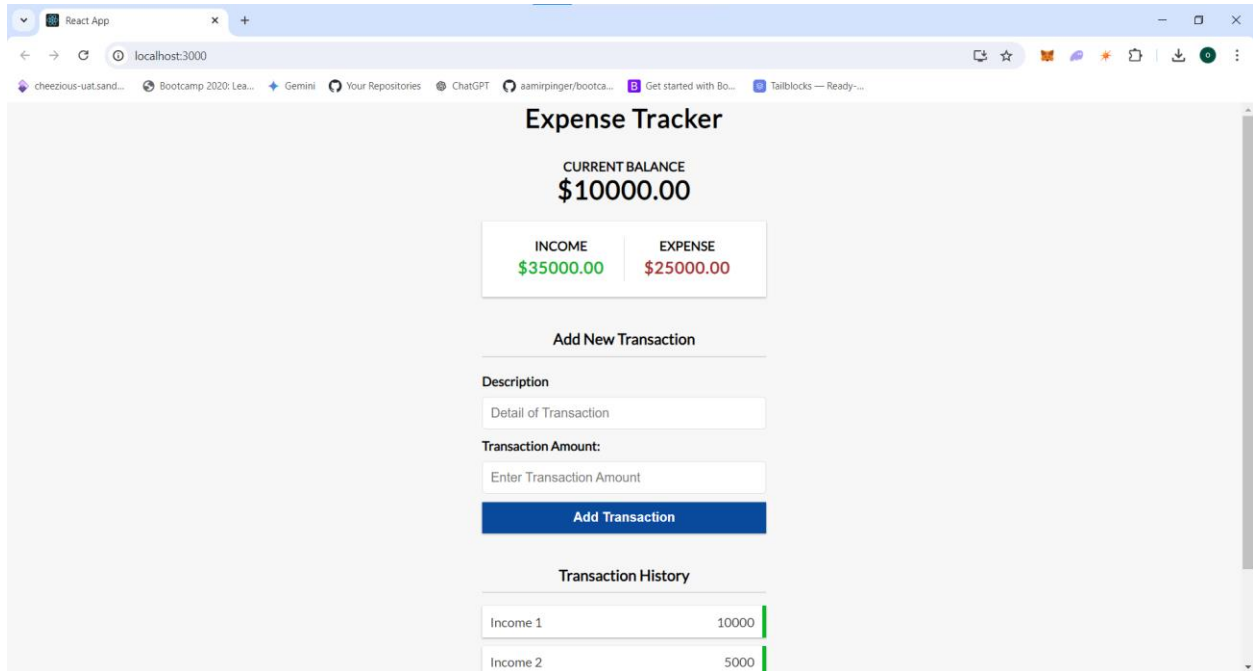 React App
localhost:3000
cheezious-uat.sand... Bootcamp 2020: Lea... Gemini Your Repositories ChatGPT aamirpinger/bootca... B Get started with Bo... Tailblocks — Ready-...
Expense Tracker
CURRENT BALANCE
$10000.00
INCOME EXPENSE
$35000.00 $25000.00
Add New Transaction
Description
Detail of Transaction
Transaction Amount:
Enter Transaction Amount
Add Transaction
Transaction History
Income 1 10000
Income 2 5000